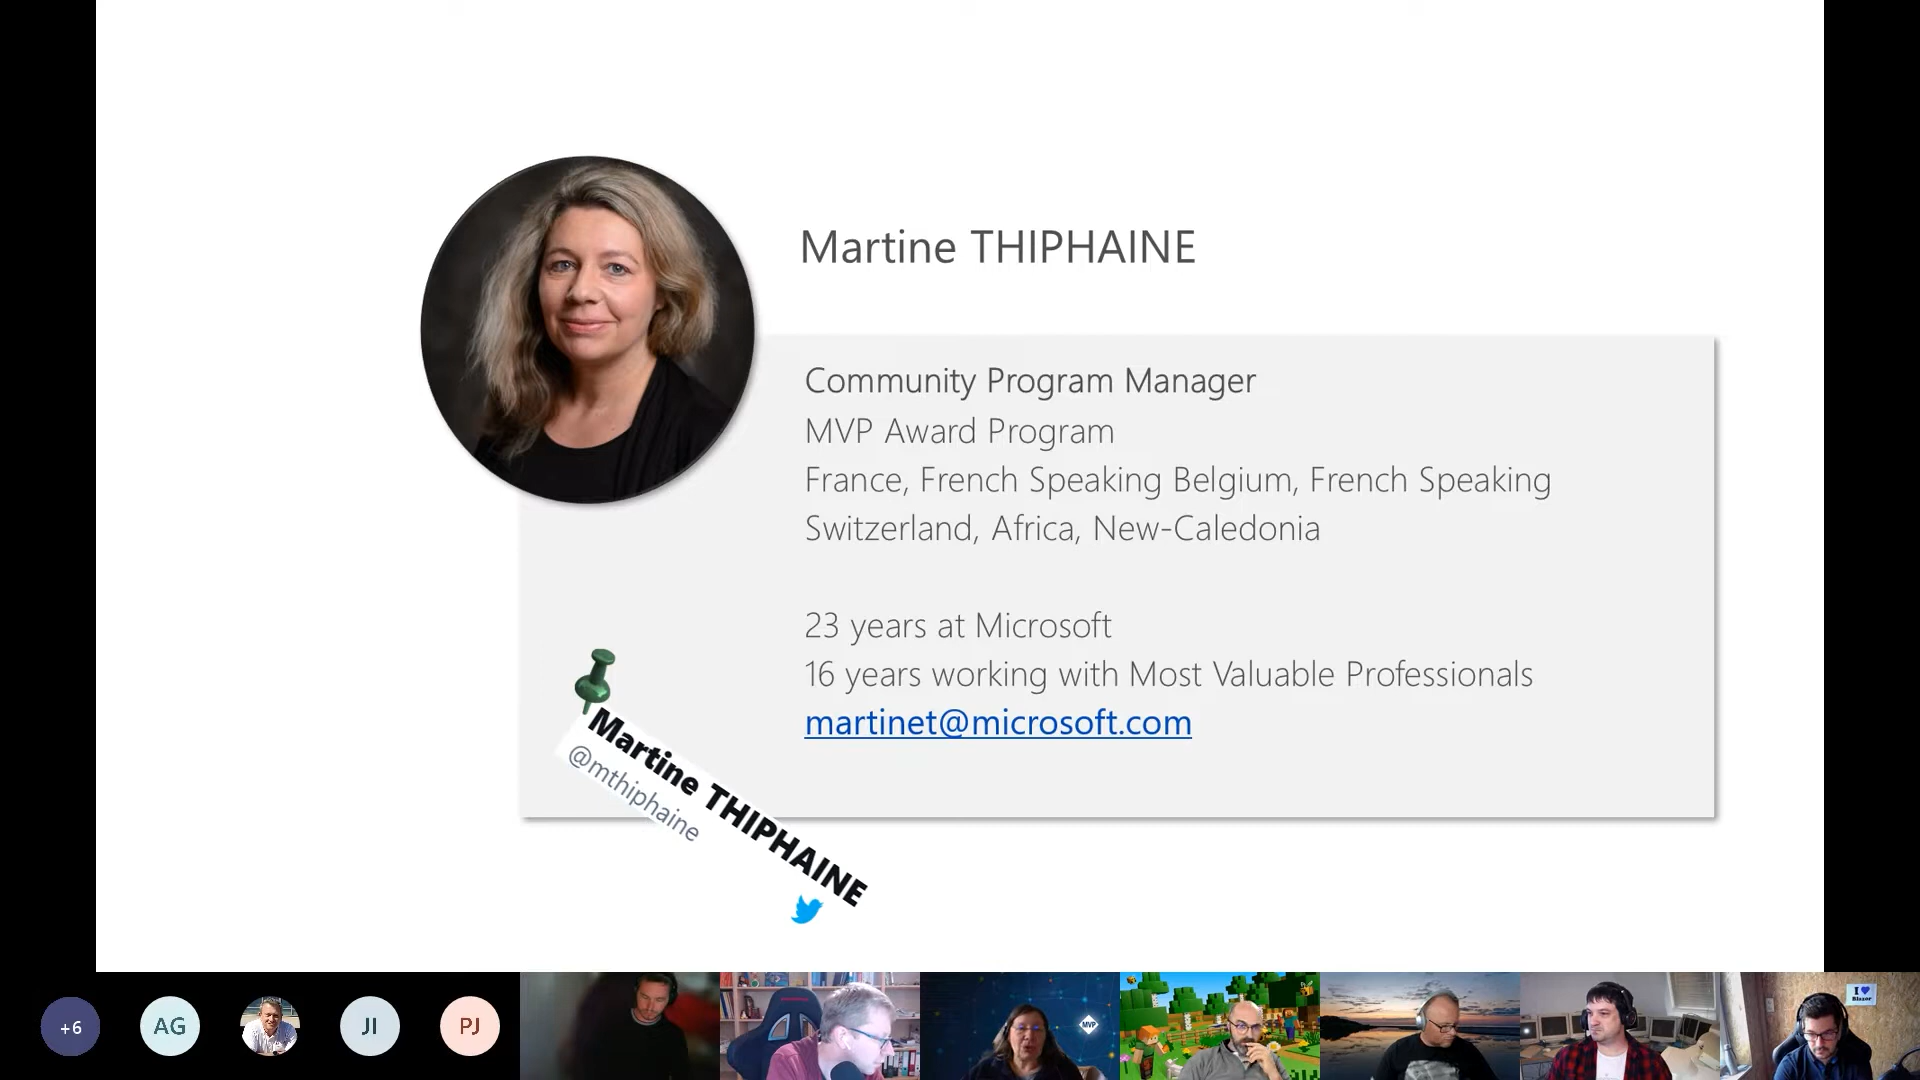 Martine THIPHAINE
Community Program Manager
MVP Award Program
France, French Speaking Belgium, French Speaking
Switzerland, Africa, New-Caledonia
23 years at Microsoft
16 years working with Most Valuable Professionals
martinet@microsoft.com
Martine THIPHAINE
@mthiphaine
+6
AG
JI
PJ
MVP
I
Blazor